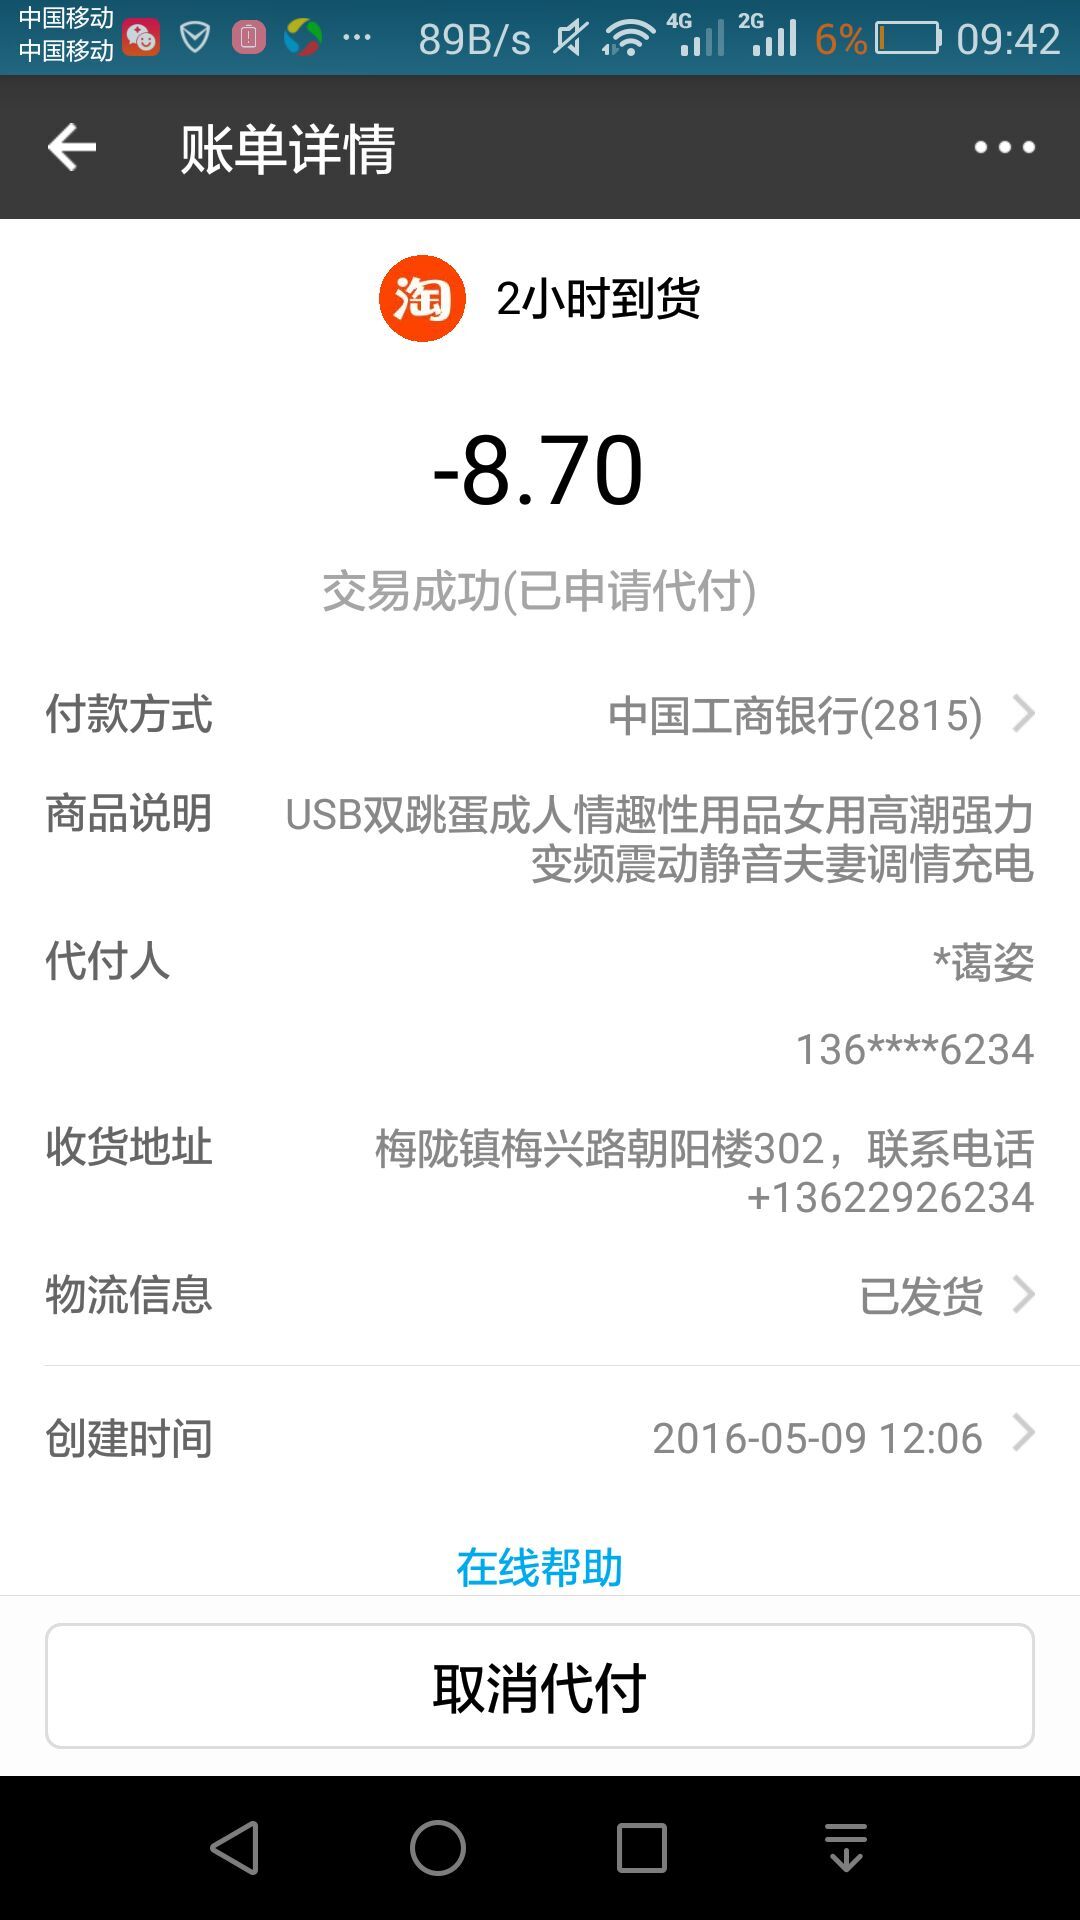 中国移动
中国移动
89B/s
4G
2G
6%
09:42
账单详情
淘
2小时到货
-8.70
交易成功(已申请代付)
付款方式
中国工商银行(2815)
商品说明
USB双跳蛋成人情趣性用品女用高潮强力
变频震动静音夫妻调情充电
代付人
*蔼姿
136****6234
收货地址
梅陇镇梅兴路朝阳楼302，联系电话
+13622926234
物流信息
已发货
创建时间
2016-05-09 12:06
在线帮助
取消代付